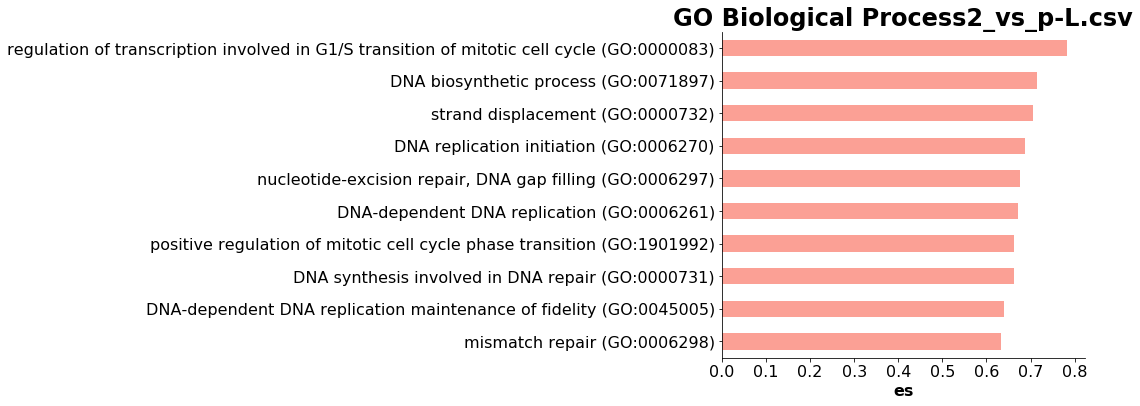 GO Biological Process2_vs_p-L.csv
regulation of transcription involved in G1/S transition of mitotic cell cycle (GO:0000083)
DNA biosynthetic process (GO:0071897)
strand displacement (GO:0000732)
DNA replication initiation (GO:0006270)
nucleotide-excision repair, DNA gap filling (GO:0006297)
DNA-dependent DNA replication (GO:0006261)
positive regulation of mitotic cell cycle phase transition (GO:1901992)
DNA synthesis involved in DNA repair (GO:0000731)
DNA-dependent DNA replication maintenance of fidelity (GO:0045005)
mismatch repair (GO:0006298)
0.0 0.1 0.2 0.3 0.4 0.5 0.6 0.7 0.8
es